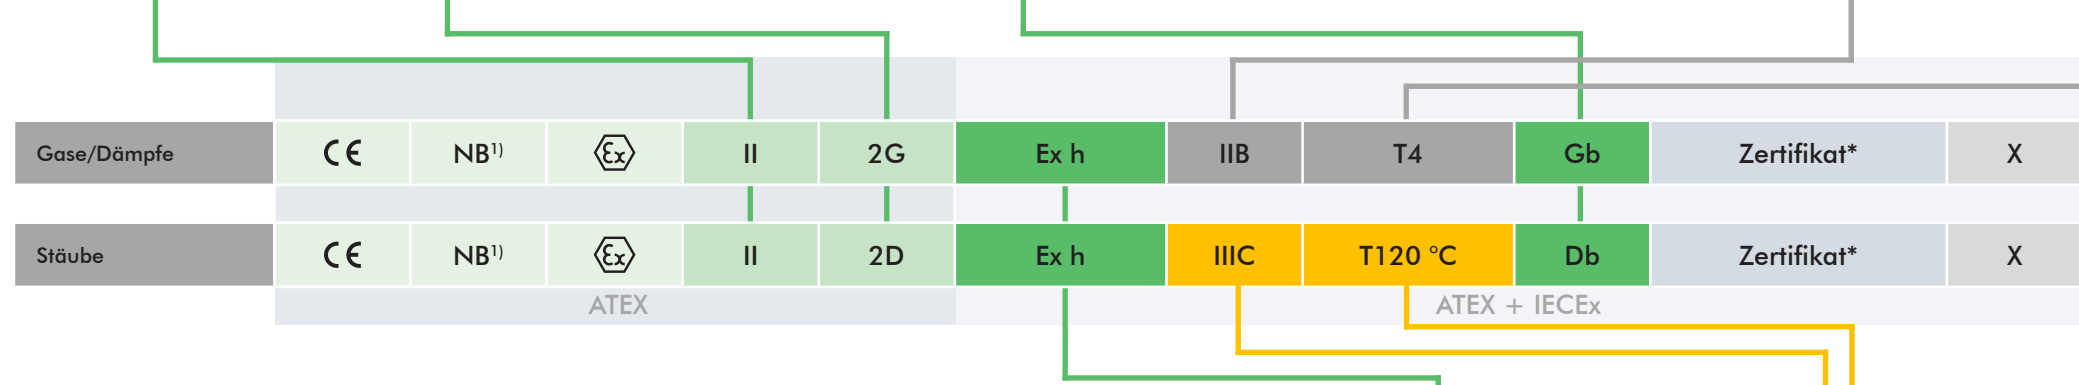 Gase/Dämpfe CE NB¹⁾ Ex II 2G Ex h IIB T4 Gb Zertifikat* X
Stäube CE NB¹⁾ Ex II 2D Ex h IIIC T120 °C Db Zertifikat* X
ATEX ATEX + IECEx